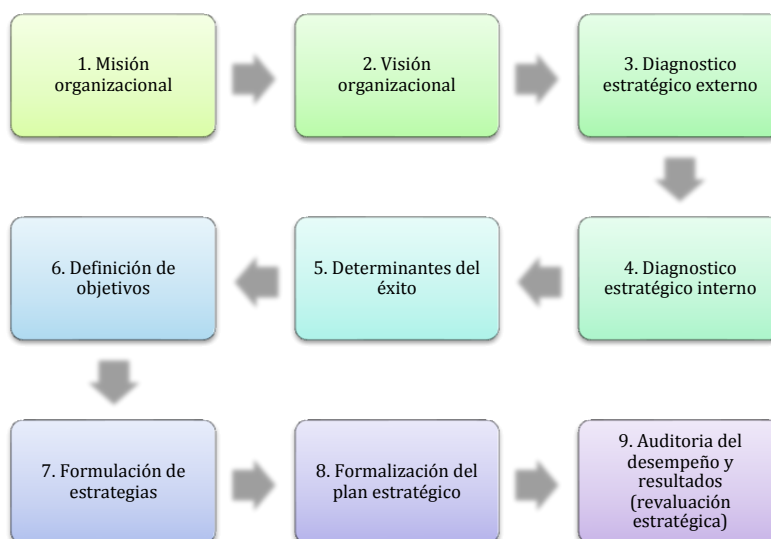 1. Misión
organizacional
2. Visión
organizacional
3. Diagnostico
estratégico externo
4. Diagnostico
estratégico interno
5. Determinantes del
éxito
6. Definición de
objetivos
7. Formulación de
estrategias
8. Formalización del
plan estratégico
9. Auditoria del
desempeño y
resultados
(revaluación
estratégica)